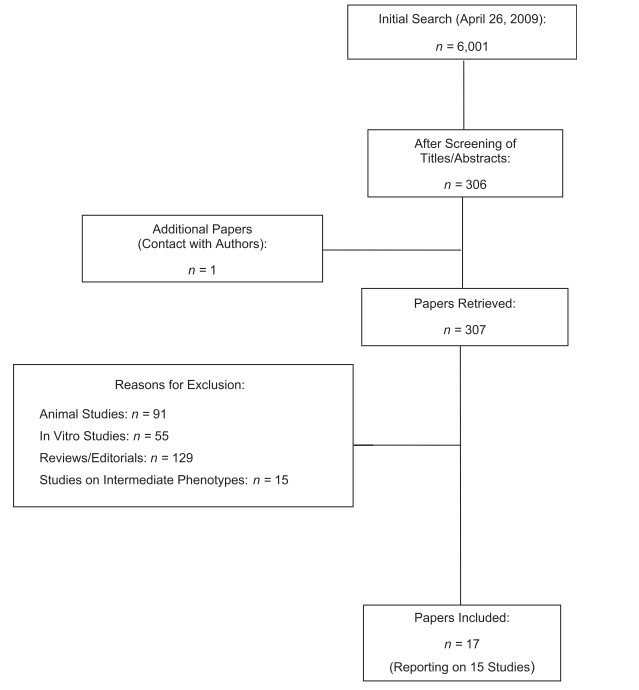 Initial Search (April 26, 2009):
n = 6,001
After Screening of
Titles/Abstracts:
n = 306
Additional Papers
(Contact with Authors):
n = 1
Papers Retrieved:
n = 307
Reasons for Exclusion:
Animal Studies: n = 91
In Vitro Studies: n = 55
Reviews/Editorials: n = 129
Studies on Intermediate Phenotypes: n = 15
Papers Included:
n = 17
(Reporting on 15 Studies)